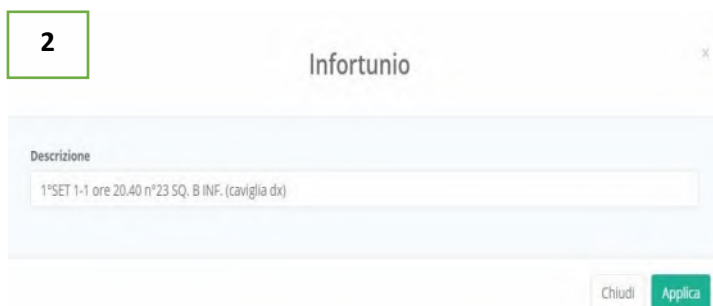 2
Infortunio
x
Descrizione
1°SET 1-1 ore 20.40 n°23 SQ. B INF. (caviglia dx)
Chiudi Applica